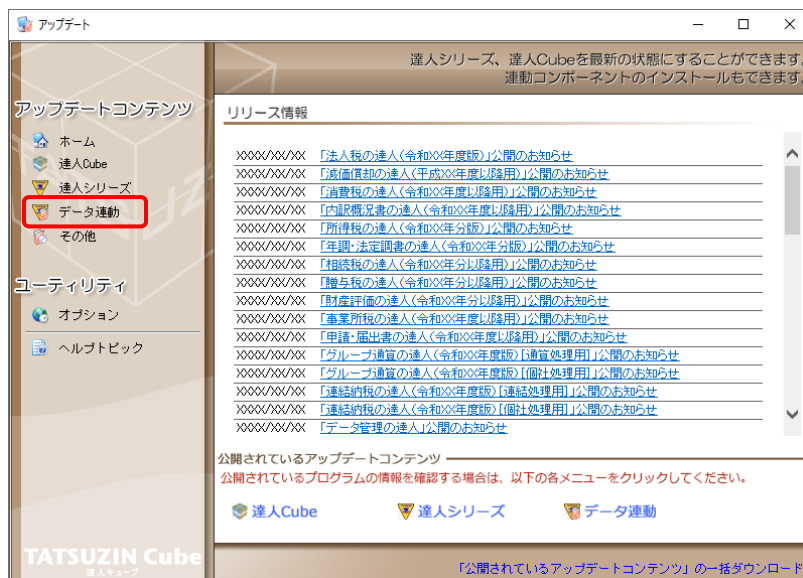 アップデート
達人シリーズ、達人Cubeを最新の状態にすることができます。
連動コンポーネントのインストールもできます。
アップデートコンテンツ
ホーム
達人Cube
達人シリーズ
データ連動
その他
ユーティリティ
オプション
ヘルプトピック
リリース情報
XXXX/XX/XX 「法人税の達人(令和XX年度版)」公開のお知らせ
XXXX/XX/XX 「減価償却の達人(平成XX年度以降用)」公開のお知らせ
XXXX/XX/XX 「消費税の達人(令和XX年度以降用)」公開のお知らせ
XXXX/XX/XX 「内訳概況書の達人(令和XX年度以降用)」公開のお知らせ
XXXX/XX/XX 「所得税の達人(令和XX年分版)」公開のお知らせ
XXXX/XX/XX 「年調・法定調書の達人(令和XX年分版)」公開のお知らせ
XXXX/XX/XX 「相続税の達人(令和XX年分以降用)」公開のお知らせ
XXXX/XX/XX 「贈与税の達人(令和XX年分以降用)」公開のお知らせ
XXXX/XX/XX 「財産評価の達人(令和XX年分以降用)」公開のお知らせ
XXXX/XX/XX 「事業所税の達人(令和XX年度以降用)」公開のお知らせ
XXXX/XX/XX 「申請・届出書の達人(令和XX年度以降用)」公開のお知らせ
XXXX/XX/XX 「グループ通算の達人(令和XX年度版)[通算処理用]」公開のお知らせ
XXXX/XX/XX 「グループ通算の達人(令和XX年度版)[個社処理用]」公開のお知らせ
XXXX/XX/XX 「連結納税の達人(令和XX年度版)[連結処理用]」公開のお知らせ
XXXX/XX/XX 「連結納税の達人(令和XX年度版)[個社処理用]」公開のお知らせ
XXXX/XX/XX 「データ管理の達人」公開のお知らせ
公開されているアップデートコンテンツ
公開されているプログラムの情報を確認する場合は、以下の各メニューをクリックしてください。
達人Cube 達人シリーズ データ連動
TATSUZIN Cube
達人キューブ
「公開されているアップデートコンテンツ」の一括ダウンロード